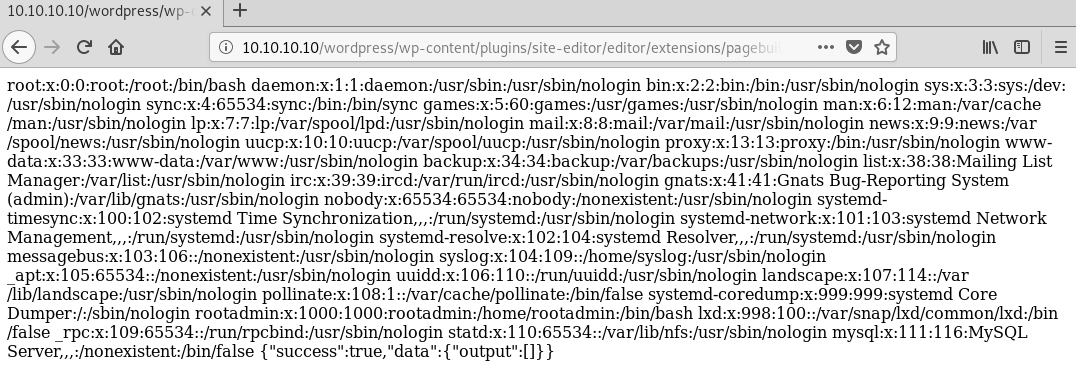 10.10.10.10/wordpress/wp-c
10.10.10.10/wordpress/wp-content/plugins/site-editor/editor/extensions/pagebui
root:x:0:0:root:/root:/bin/bash daemon:x:1:1:daemon:/usr/sbin:/usr/sbin/nologin bin:x:2:2:bin:/bin:/usr/sbin/nologin sys:x:3:3:sys:/dev:
/usr/sbin/nologin sync:x:4:65534:sync:/bin:/bin/sync games:x:5:60:games:/usr/games:/usr/sbin/nologin man:x:6:12:man:/var/cache
/man:/usr/sbin/nologin lp:x:7:7:lp:/var/spool/lpd:/usr/sbin/nologin mail:x:8:8:mail:/var/mail:/usr/sbin/nologin news:x:9:9:news:/var
/spool/news:/usr/sbin/nologin uucp:x:10:10:uucp:/var/spool/uucp:/usr/sbin/nologin proxy:x:13:13:proxy:/bin:/usr/sbin/nologin www-
data:x:33:33:www-data:/var/www:/usr/sbin/nologin backup:x:34:34:backup:/var/backups:/usr/sbin/nologin list:x:38:38:Mailing List
Manager:/var/list:/usr/sbin/nologin irc:x:39:39:ircd:/var/run/ircd:/usr/sbin/nologin gnats:x:41:41:Gnats Bug-Reporting System
(admin):/var/lib/gnats:/usr/sbin/nologin nobody:x:65534:65534:nobody:/nonexistent:/usr/sbin/nologin systemd-
timesync:x:100:102:systemd Time Synchronization,,,:/run/systemd:/usr/sbin/nologin systemd-network:x:101:103:systemd Network
Management,,,:/run/systemd:/usr/sbin/nologin systemd-resolve:x:102:104:systemd Resolver,,,:/run/systemd:/usr/sbin/nologin
messagebus:x:103:106::/nonexistent:/usr/sbin/nologin syslog:x:104:109::/home/syslog:/usr/sbin/nologin
_apt:x:105:65534::/nonexistent:/usr/sbin/nologin uuidd:x:106:110::/run/uuidd:/usr/sbin/nologin landscape:x:107:114::/var
/lib/landscape:/usr/sbin/nologin pollinate:x:108:1::/var/cache/pollinate:/bin/false systemd-coredump:x:999:999:systemd Core
Dumper:/:/sbin/nologin rootadmin:x:1000:1000:rootadmin:/home/rootadmin:/bin/bash lxd:x:998:100::/var/snap/lxd/common/lxd:/bin
/false _rpc:x:109:65534::/run/rpcbind:/usr/sbin/nologin statd:x:110:65534::/var/lib/nfs:/usr/sbin/nologin mysql:x:111:116:MySQL
Server,,,:/nonexistent:/bin/false {"success":true,"data":{"output":[]}}